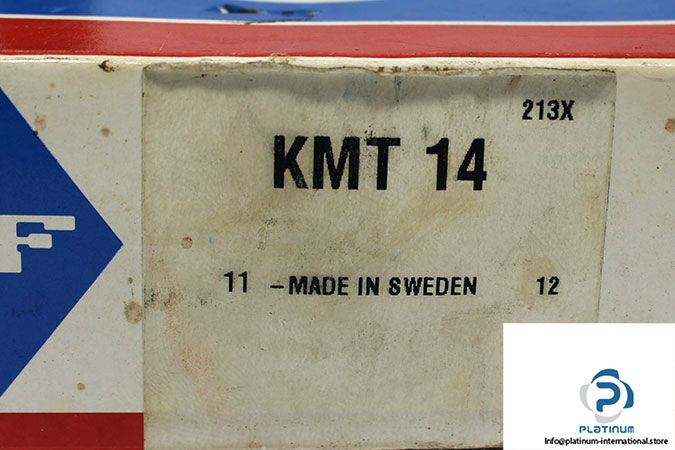 213X
KMT 14
11 – MADE IN SWEDEN 12
F
PLATINUM
Info@platinum-international.store